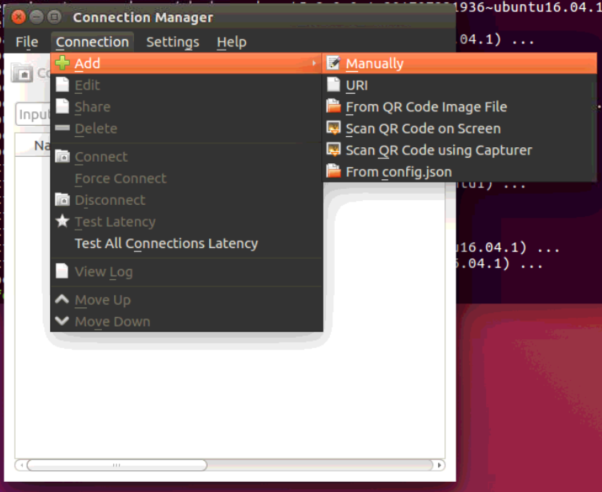 1936~ubuntu16.04.1
Connection Manager
File Connection Settings Help
.04.1) ...
Add
Manually
Edit
URI
Share
From QR Code Image File
Input
Delete
Scan QR Code on Screen
Na
Connect
Scan QR Code using Capturer
Force Connect
From config.json
Disconnect
Test Latency
Test All Connections Latency
u16.04.1) ...
.04.1) ...
View Log
Move Up
Move Down